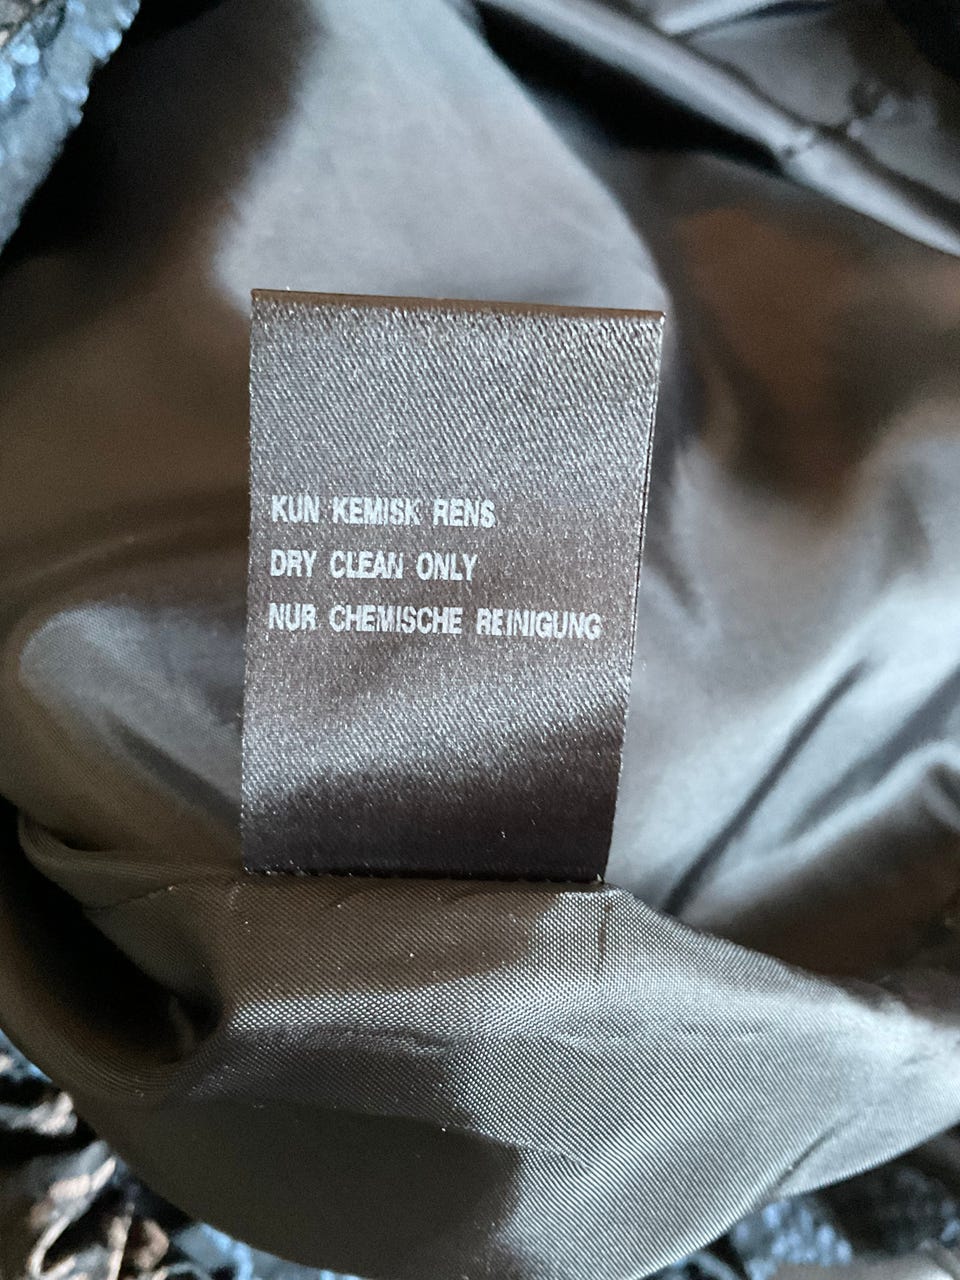 KUN KEMISK RENS
DRY CLEAN ONLY
NUR CHEMISCHE REINIGUNG